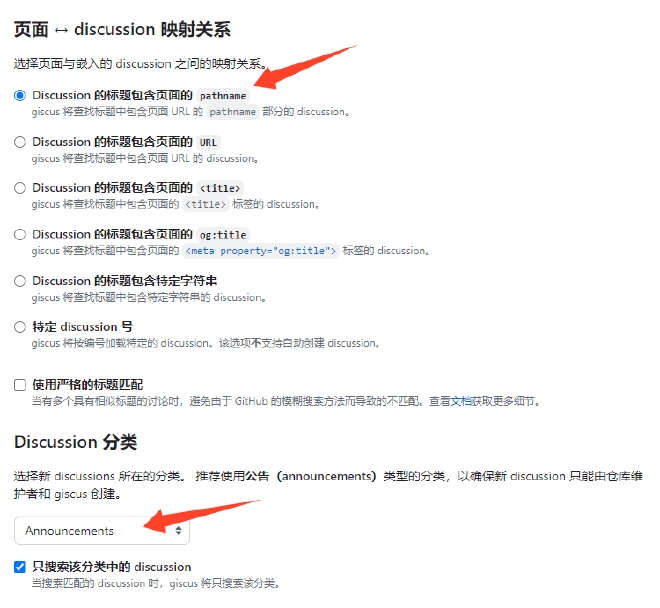 页面 ↔ discussion 映射关系
选择页面与嵌入的 discussion 之间的映射关系。
Discussion 的标题包含页面的 pathname
giscus 将查找标题中包含页面 URL 的 pathname 部分的 discussion。
Discussion 的标题包含页面的 URL
giscus 将查找标题中包含页面 URL 的 discussion。
Discussion 的标题包含页面的 <title>
giscus 将查找标题中包含页面的 <title> 标签的 discussion。
Discussion 的标题包含页面的 og:title
giscus 将查找标题中包含页面的 <meta property="og:title"> 标签的 discussion。
Discussion 的标题包含特定字符串
giscus 将查找标题中包含特定字符串的 discussion。
特定 discussion 号
giscus 将按编号加载特定的 discussion。该选项不支持自动创建 discussion。
使用严格的标题匹配
当有多个具有相似标题的讨论时，避免由于 GitHub 的模糊搜索方法而导致的不匹配。查看文档获取更多细节。
Discussion 分类
选择新 discussions 所在的分类。 推荐使用公告（announcements）类型的分类，以确保新 discussion 只能由仓库维
护者和 giscus 创建。
Announcements
只搜索该分类中的 discussion
当搜索匹配的 discussion 时，giscus 将只搜索该分类。